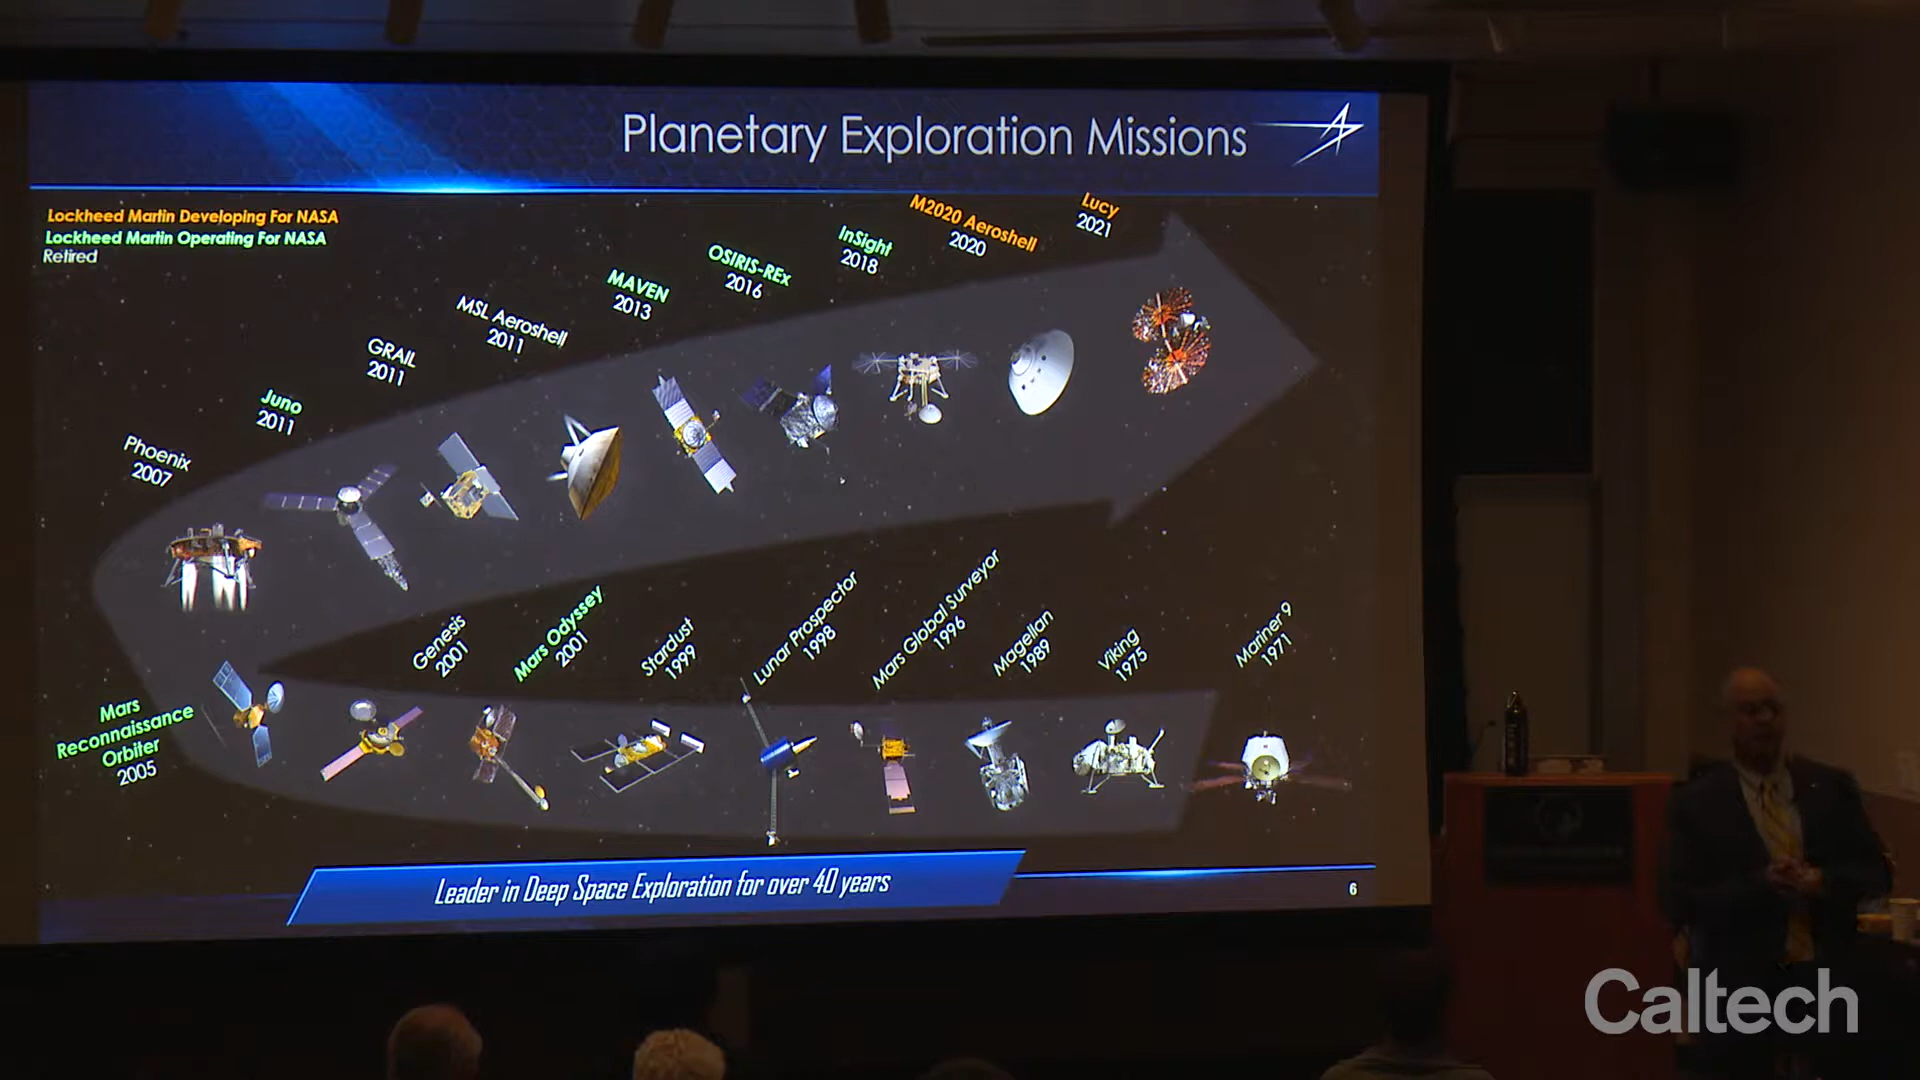 Planetary Exploration Missions
Lockheed Martin Developing For NASA
Lockheed Martin Operating For NASA
Retired
Phoenix
2007
Juno
2011
GRAIL
2011
MSL Aeroshell
2011
MAVEN
2013
OSIRIS-REx
2016
InSight
2018
M2020 Aeroshell
2020
Lucy
2021
Mars
Reconnaissance
Orbiter
2005
Genesis
2001
Mars Odyssey
2001
Stardust
1999
Lunar Prospector
1998
Mars Global Surveyor
1996
Magellan
1989
Viking
1975
Mariner 9
1971
Leader in Deep Space Exploration for over 40 years
6
Caltech